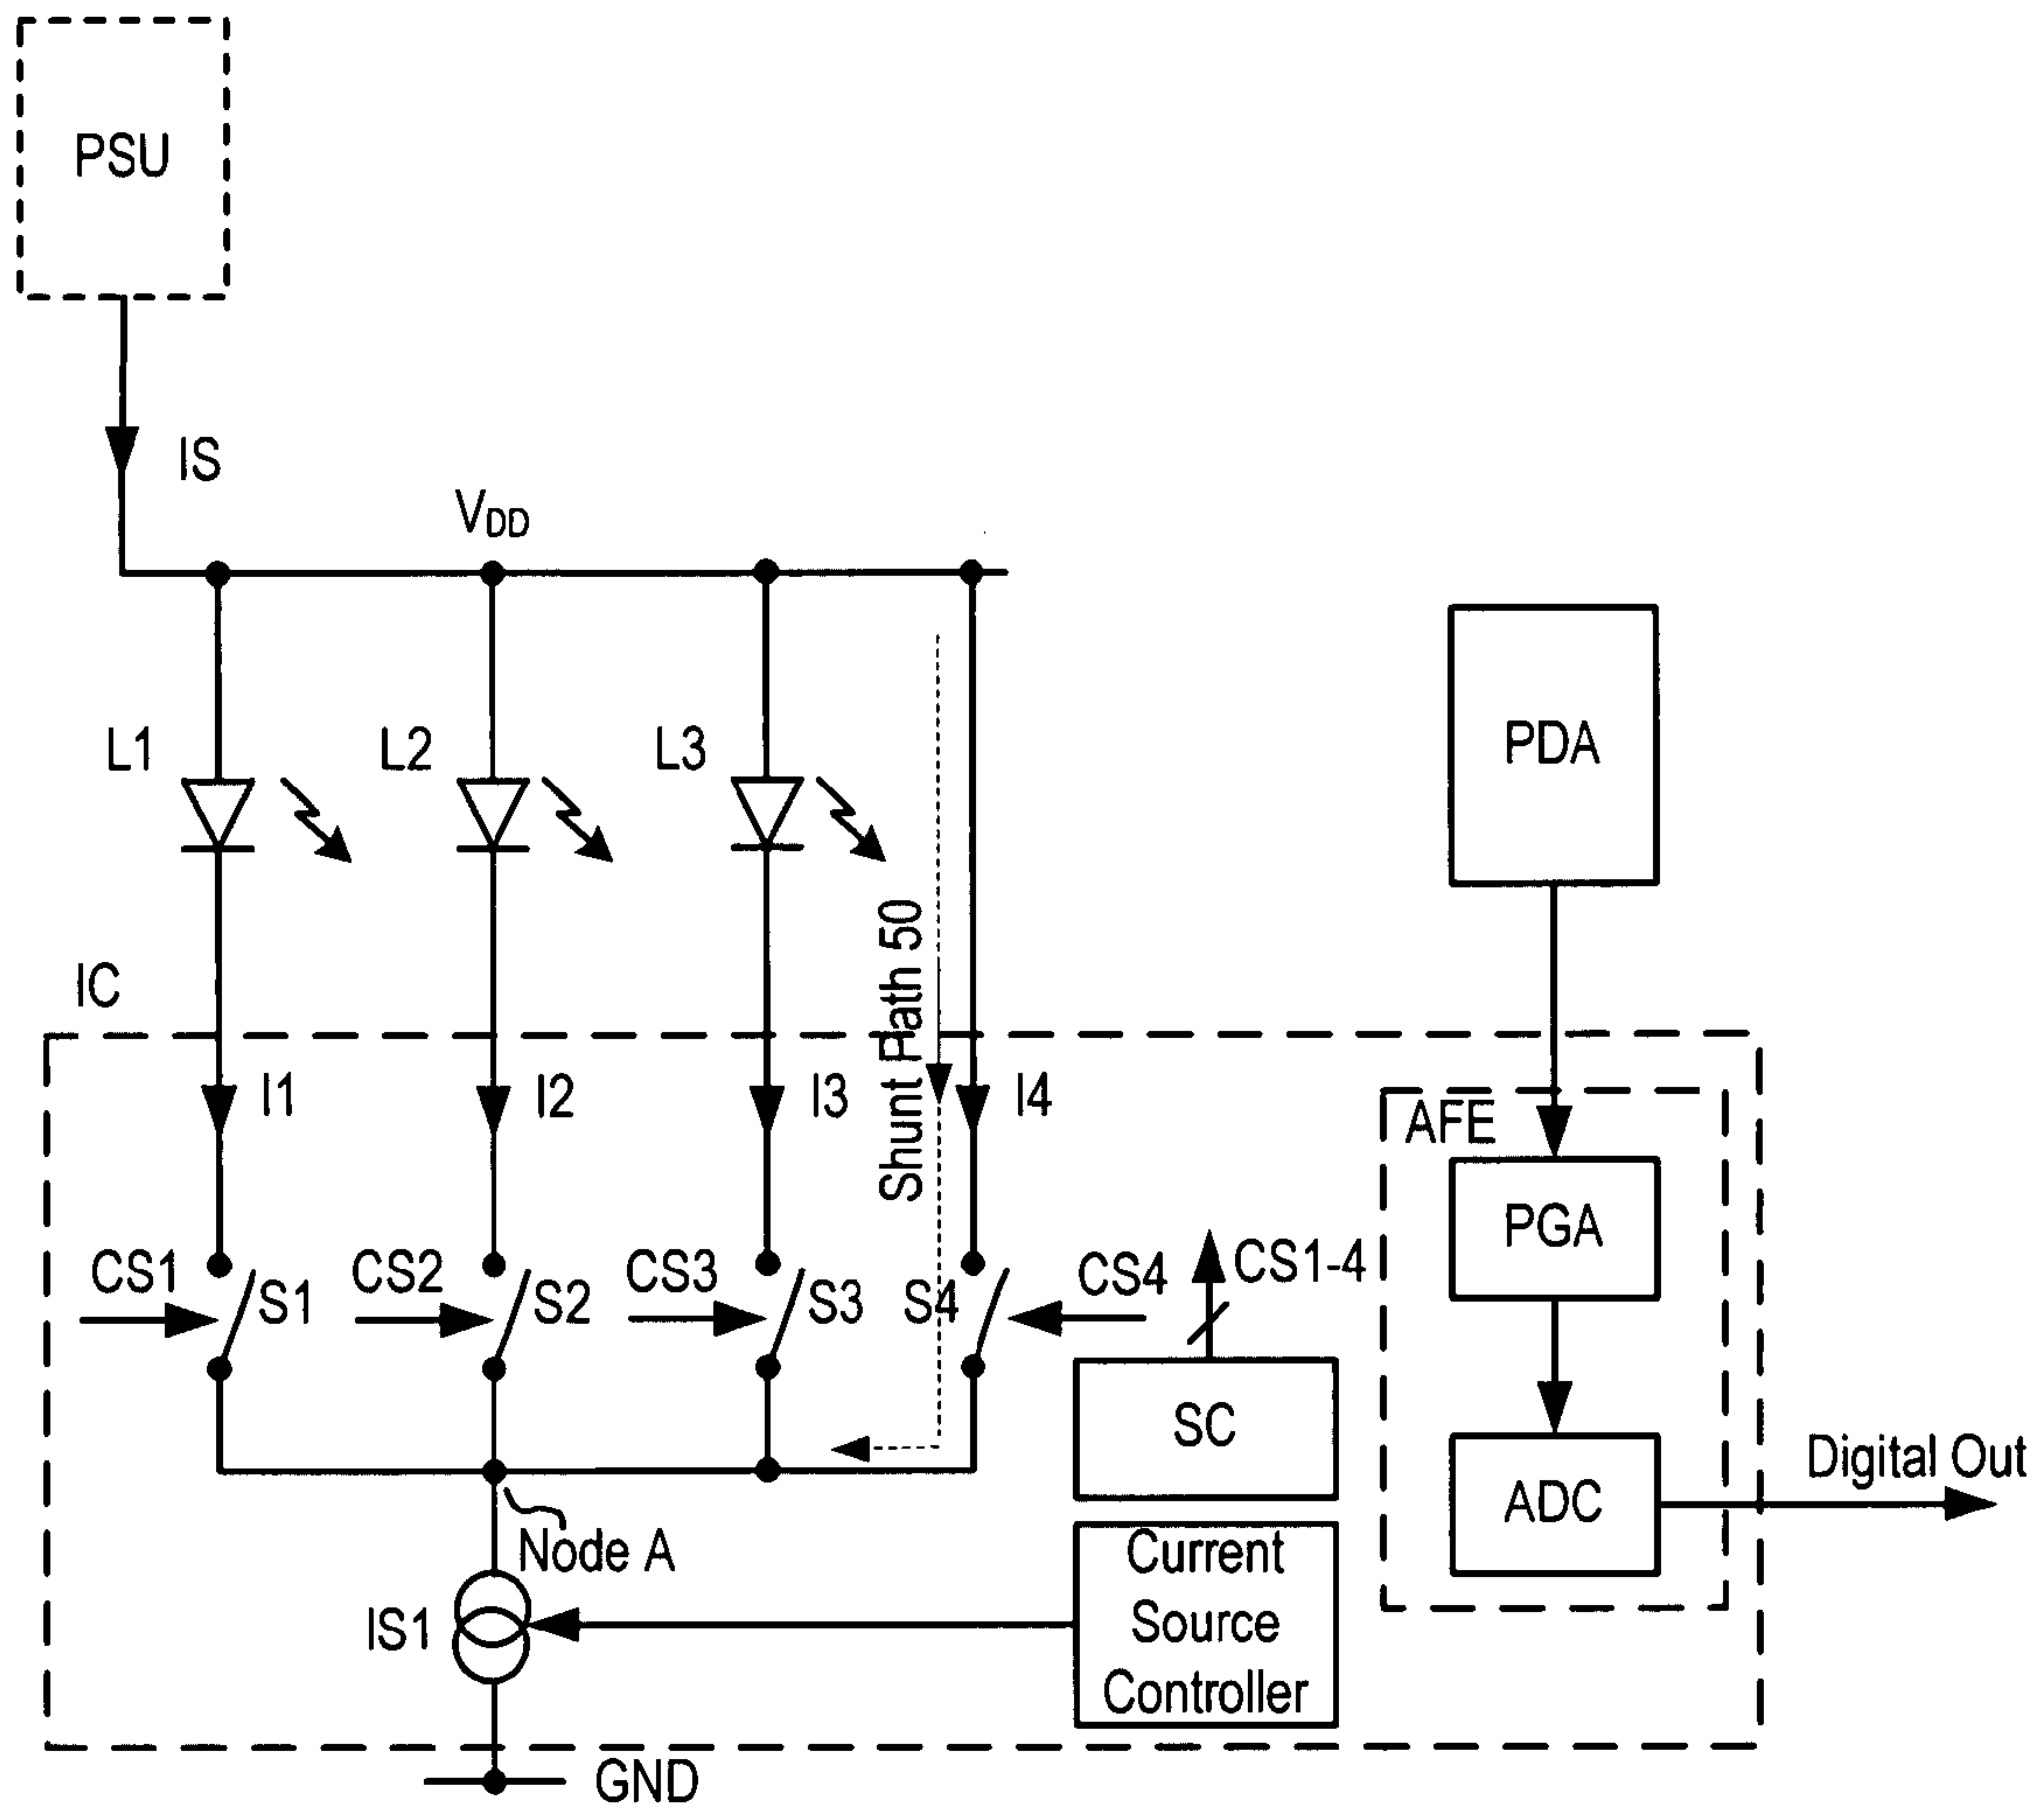 PSU
IS
VDD
L1
L2
L3
PDA
Shunt Path 50
IC
I1
I2
I3
I4
AFE
PGA
CS1
S1
CS2
S2
CS3
S3
S4
CS4
CS1-4
SC
ADC
Digital Out
Node A
IS1
Current
Source
Controller
GND